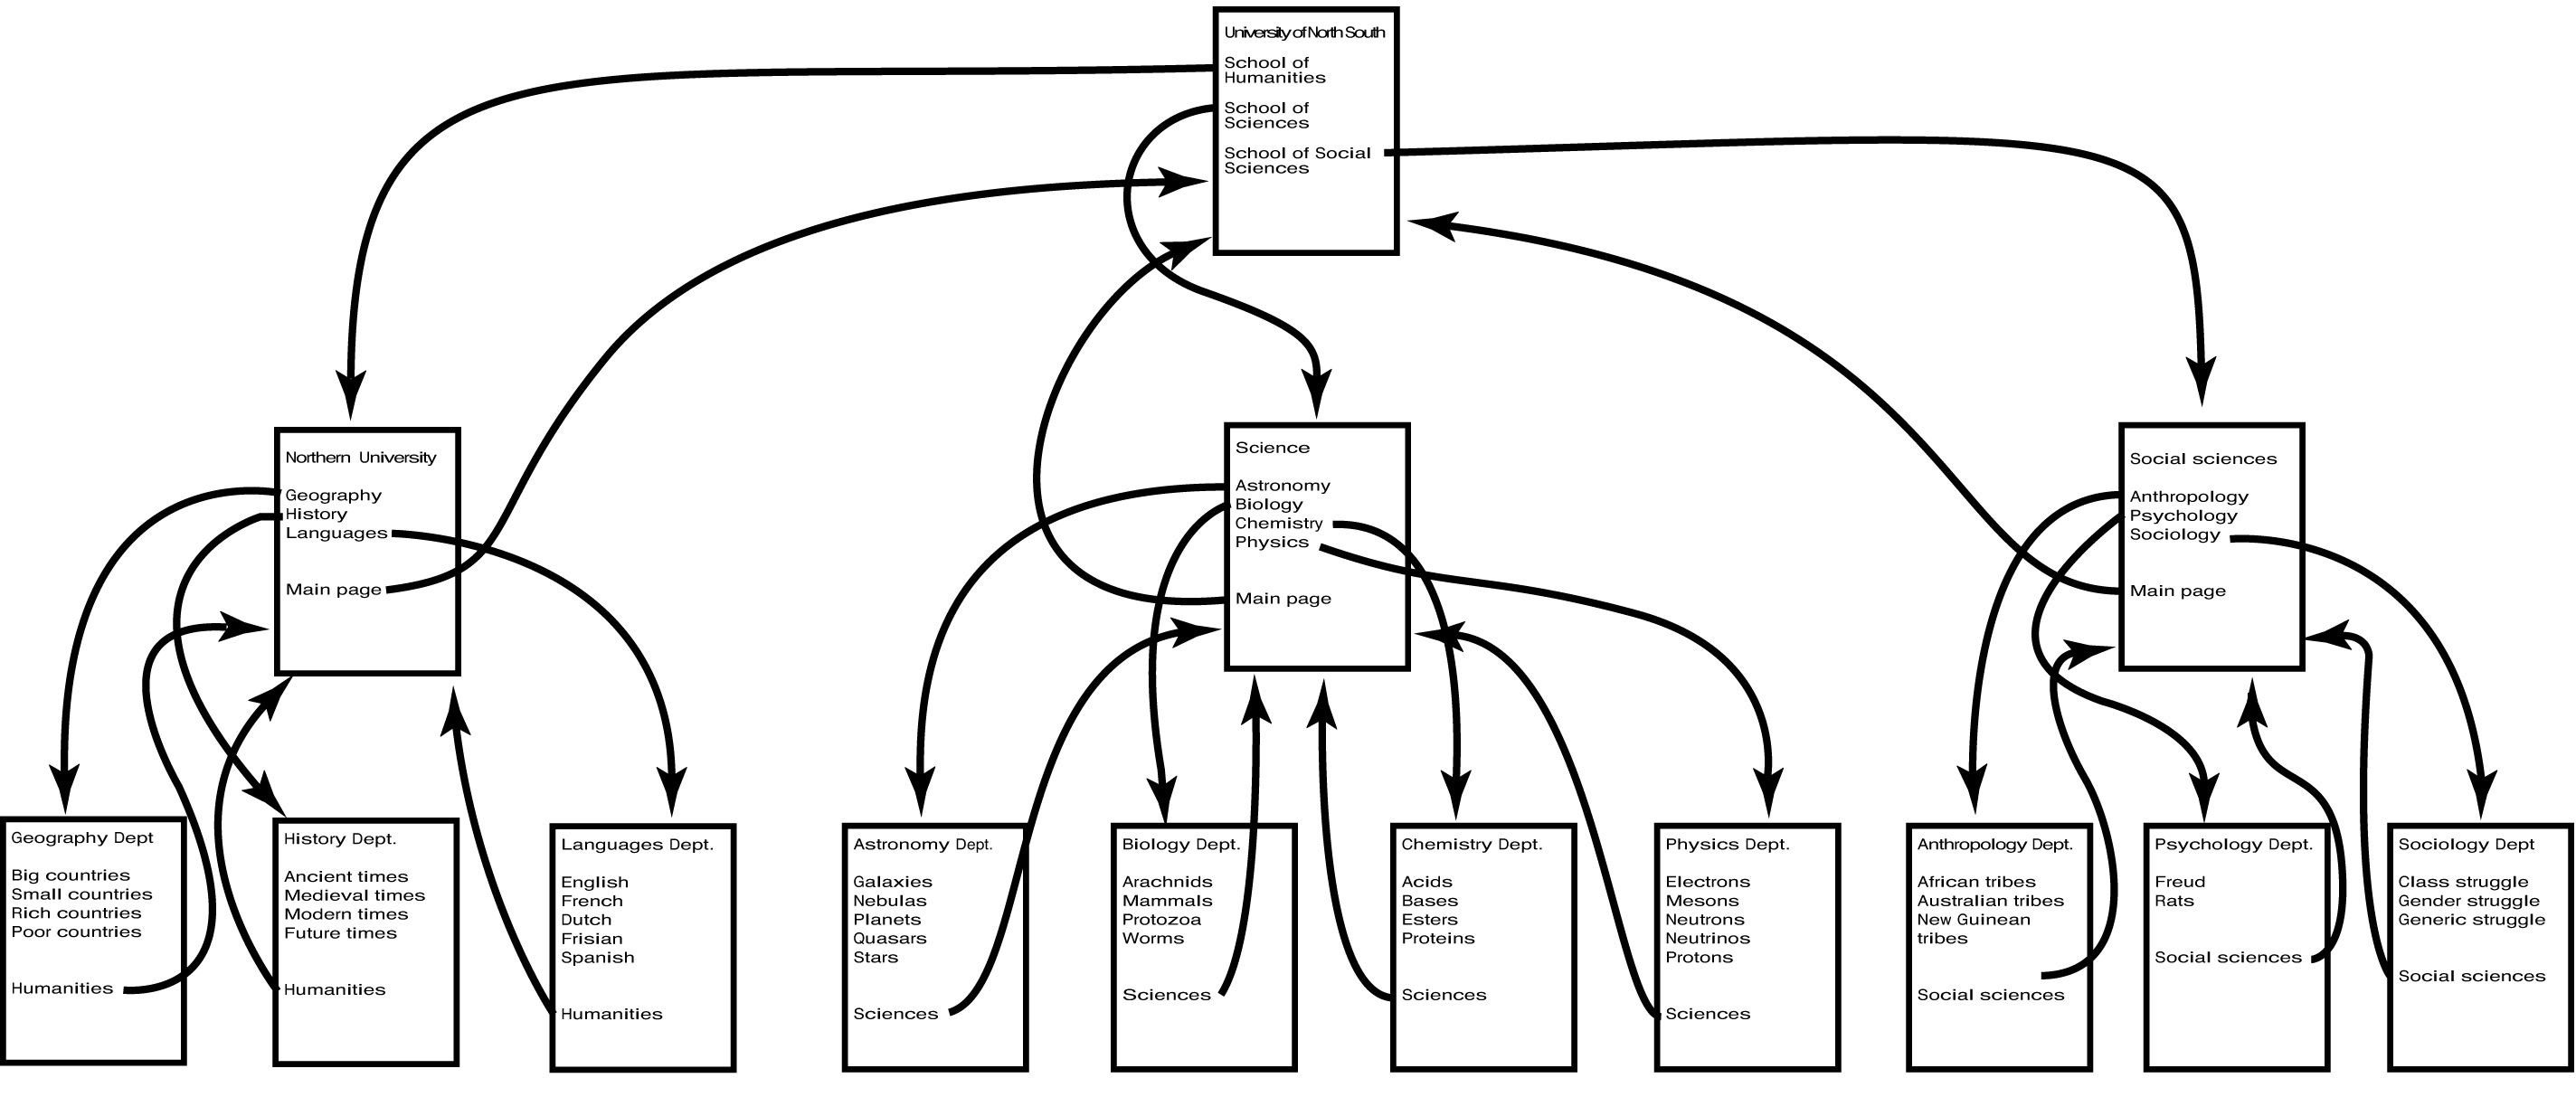 University of North South
School of
Humanities
School of
Sciences
School of Social
Sciences
Northern University
Geography
History
Languages
Main page
Science
Astronomy
Biology
Chemistry
Physics
Main page
Social sciences
Anthropology
Psychology
Sociology
Main page
Geography Dept
Big countries
Small countries
Rich countries
Poor countries
Humanities
History Dept.
Ancient times
Medieval times
Modern times
Future times
Humanities
Languages Dept.
English
French
Dutch
Frisian
Spanish
Humanities
Astronomy Dept.
Galaxies
Nebulas
Planets
Quasars
Stars
Sciences
Biology Dept.
Arachnids
Mammals
Protozoa
Worms
Sciences
Chemistry Dept.
Acids
Bases
Esters
Proteins
Sciences
Physics Dept.
Electrons
Mesons
Neutrons
Neutrinos
Protons
Sciences
Anthropology Dept.
African tribes
Australian tribes
New Guinean
tribes
Social sciences
Psychology Dept.
Freud
Rats
Social sciences
Sociology Dept
Class struggle
Gender struggle
Generic struggle
Social sciences